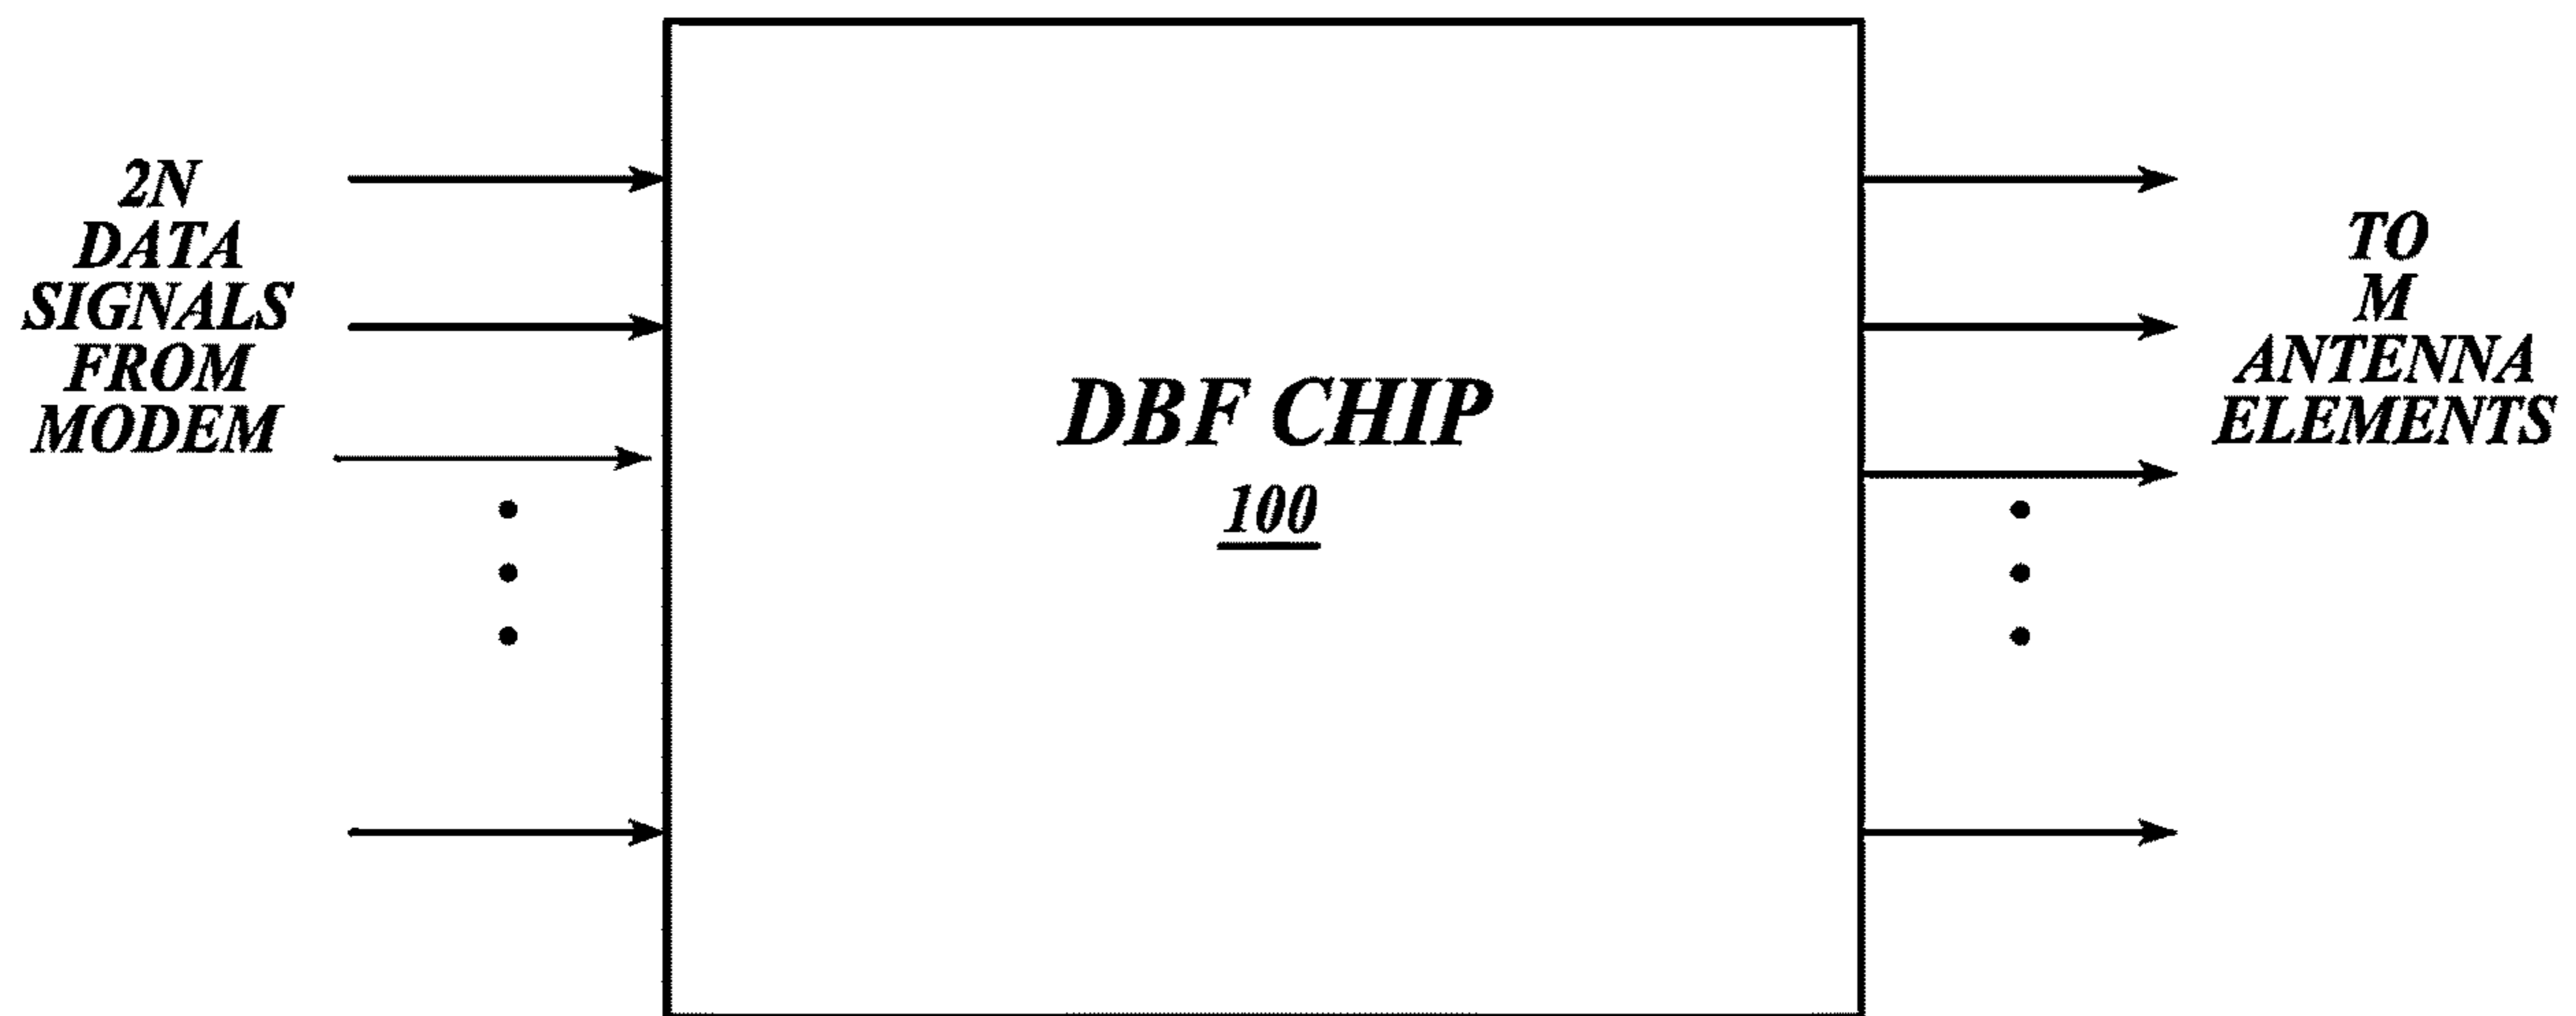 2N
DATA
SIGNALS
FROM
MODEM
DBF CHIP
100
TO
M
ANTENNA
ELEMENTS